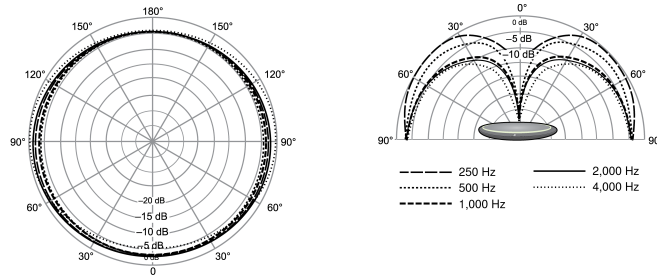 180°
150° 150°
120° 120°
90° 90°
60° 60°
30° 30°
0
–20 dB
–15 dB
–10 dB
–5 dB
0 dB
0°
30° 30°
60° 60°
90° 90
0 dB
–5 dB
–10 dB
250 Hz 2,000 Hz
500 Hz 4,000 Hz
1,000 Hz